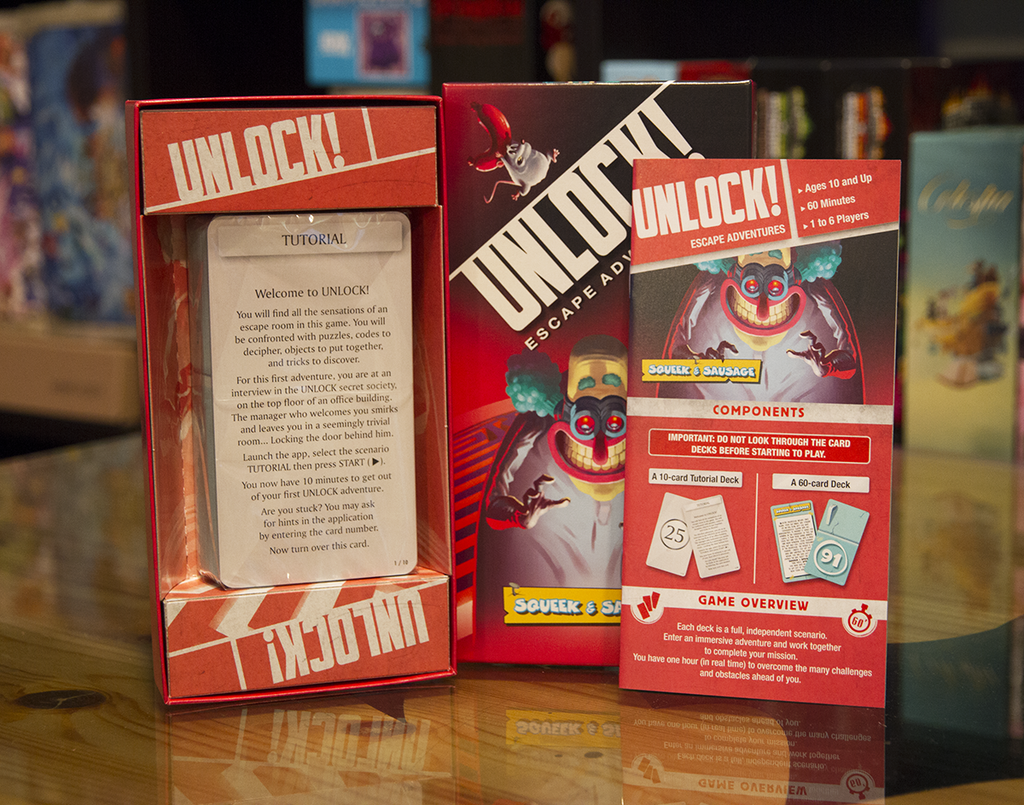 UNLOCK!
TUTORIAL
Welcome to UNLOCK!
You will find all the sensations of an
escape room in this game. You will
be confronted with puzzles, codes to
decipher, objects to put together,
and tricks to discover.
For this first adventure, you are at an
interview in the UNLOCK secret society,
on the top floor of an office building.
The manager who welcomes you smirks
and leaves you in a seemingly trivial
room... Locking the door behind him.
Launch the app, select the scenario
TUTORIAL then press START (▶).
You now have 10 minutes to get out
of your first UNLOCK adventure.
Are you stuck? You may ask
for hints in the application
by entering the card number.
Now turn over this card.
1 / 10
UNLOCK!
UNLOCK!
ESCAPE ADV
SQUEEK & SA
UNLOCK!
ESCAPE ADVENTURES
▸ Ages 10 and Up
▸ 60 Minutes
▸ 1 to 6 Players
SQUEEK & SAUSAGE
COMPONENTS
IMPORTANT: DO NOT LOOK THROUGH THE CARD
DECKS BEFORE STARTING TO PLAY.
A 10-card Tutorial Deck
A 60-card Deck
25
91
GAME OVERVIEW
60'
Each deck is a full, independent scenario.
Enter an immersive adventure and work together
to complete your mission.
You have one hour (in real time) to overcome the many challenges
and obstacles ahead of you.